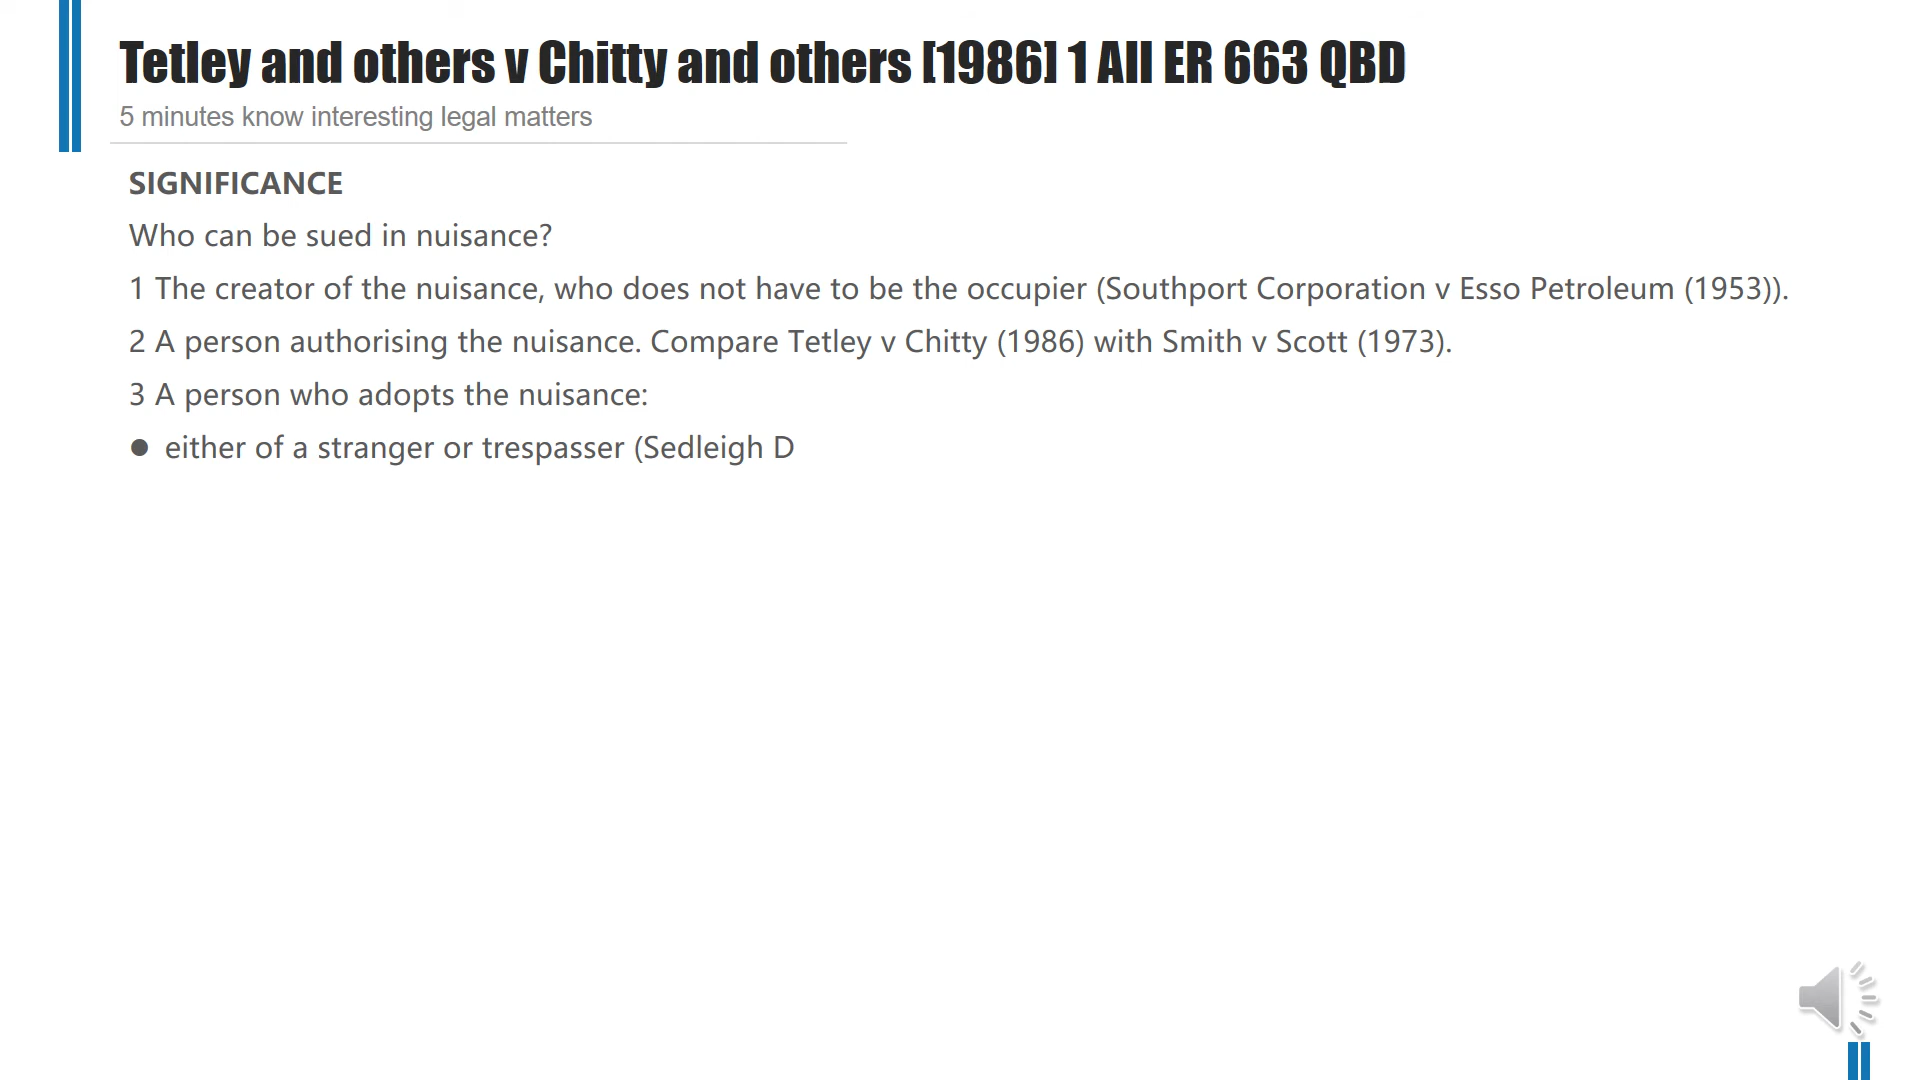 Tetley and others v Chitty and others [1986] 1 All ER 663 QBD
5 minutes know interesting legal matters
SIGNIFICANCE
Who can be sued in nuisance?
1 The creator of the nuisance, who does not have to be the occupier (Southport Corporation v Esso Petroleum (1953)).
2 A person authorising the nuisance. Compare Tetley v Chitty (1986) with Smith v Scott (1973).
3 A person who adopts the nuisance:
● either of a stranger or trespasser (Sedleigh D